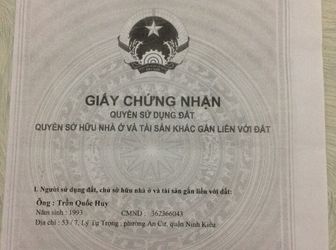 GIẤY CHỨNG NHẬN
QUYỀN SỬ DỤNG ĐẤT
QUYỀN SỞ HỮU NHÀ Ở VÀ TÀI SẢN KHÁC GẮN LIỀN VỚI ĐẤT
I. Người sử dụng đất, chủ sở hữu nhà ở và tài sản gắn liền với đất:
Ông : Trần Quốc Huy
Năm sinh : 1993 CMND : 362366043
Địa chỉ : 53 / 7, Lý Tự Trọng, phường An Cư, quận Ninh Kiều